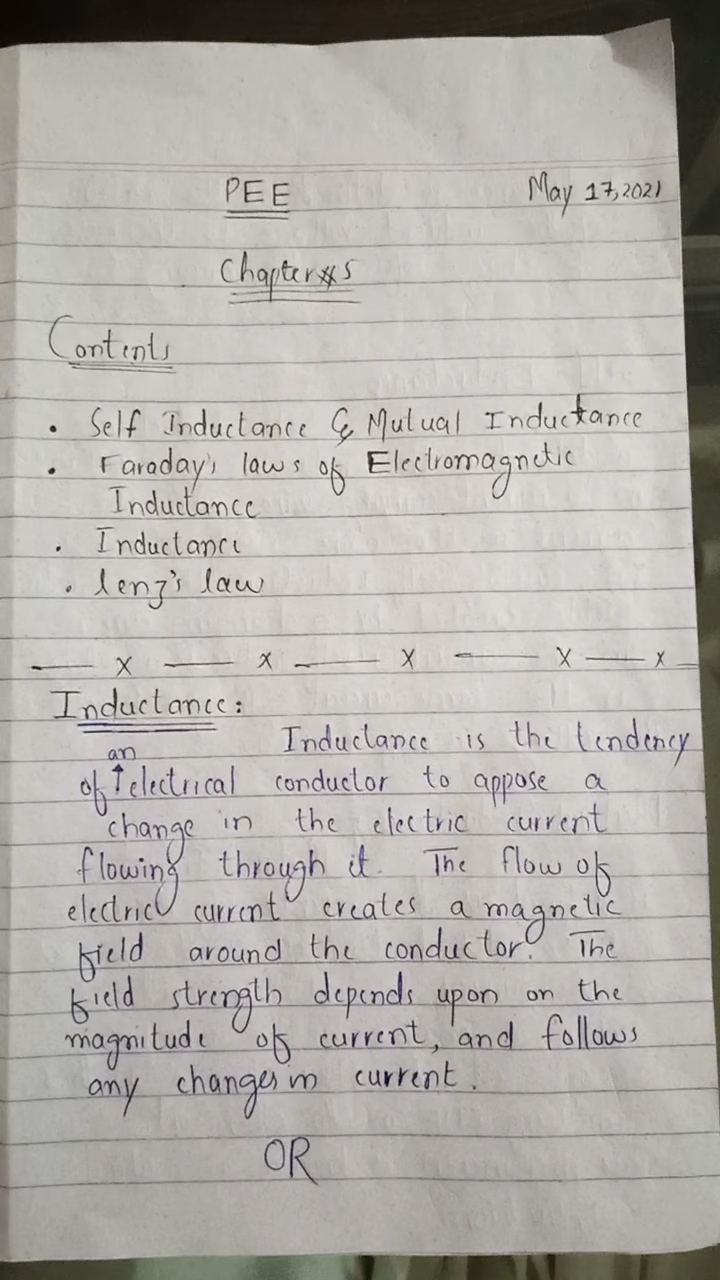 PEE
May 17, 2021
Chapter # 5
Contents
• Self Inductance & Mutual Inductance
• Faraday's laws of Electromagnetic
Inductance
• Inductance
• lenz's law
— x — x — x — x — x —
Inductance:
Inductance is the tendency
of ↑an electrical conductor to appose a
change in the electric current
flowing through it. The flow of
electric current creates a magnetic
field around the conductor. The
field strength depends upon on the
magnitude of current, and follows
any changes in current.
OR